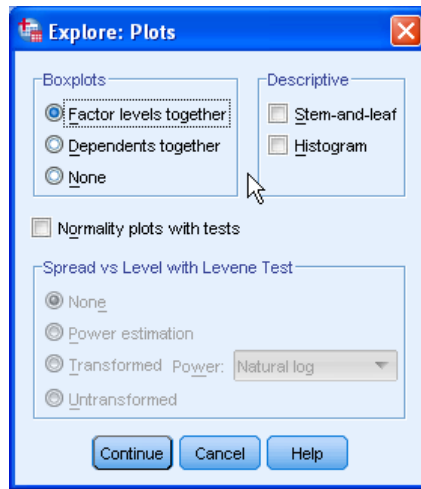 Explore: Plots
Boxplots
Factor levels together
Dependents together
None
Descriptive
Stem-and-leaf
Histogram
Normality plots with tests
Spread vs Level with Levene Test
None
Power estimation
Transformed Power: Natural log
Untransformed
Continue Cancel Help